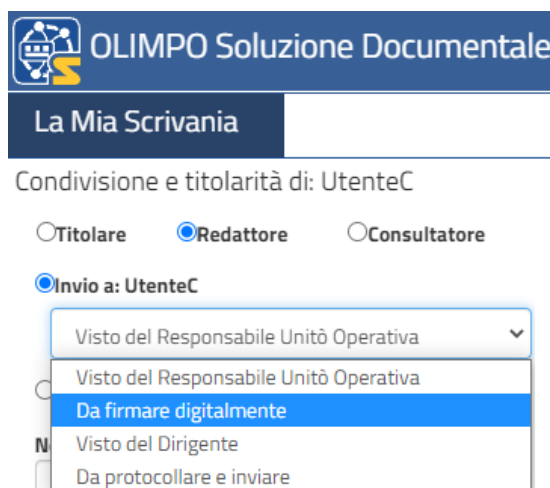 OLIMPO Soluzione Documentale
La Mia Scrivania
Condivisione e titolarità di: UtenteC
Titolare Redattore Consultatore
Invio a: UtenteC
Visto del Responsabile Unitò Operativa
Visto del Responsabile Unitò Operativa
Da firmare digitalmente
Visto del Dirigente
Da protocollare e inviare